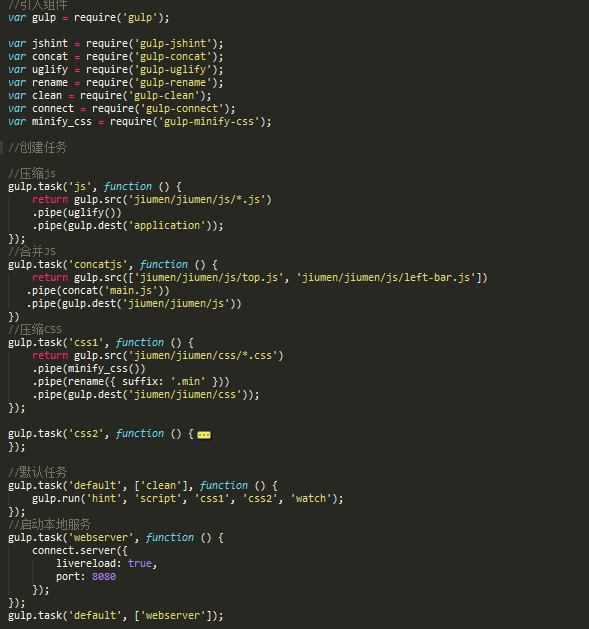 //引入组件
var gulp = require('gulp');
var jshint = require('gulp-jshint');
var concat = require('gulp-concat');
var uglify = require('gulp-uglify');
var rename = require('gulp-rename');
var clean = require('gulp-clean');
var connect = require('gulp-connect');
var minify_css = require('gulp-minify-css');
//创建任务
//压缩js
gulp.task('js', function () {
return gulp.src('jiumen/jiumen/js/*.js')
.pipe(uglify())
.pipe(gulp.dest('application'));
});
//合并JS
gulp.task('concatjs', function () {
return gulp.src(['jiumen/jiumen/js/top.js', 'jiumen/jiumen/js/left-bar.js'])
.pipe(concat('main.js'))
.pipe(gulp.dest('jiumen/jiumen/js'))
})
//压缩CSS
gulp.task('css1', function () {
return gulp.src('jiumen/jiumen/css/*.css')
.pipe(minify_css())
.pipe(rename({ suffix: '.min' }))
.pipe(gulp.dest('jiumen/jiumen/css'));
});
gulp.task('css2', function () {
});
//默认任务
gulp.task('default', ['clean'], function () {
gulp.run('hint', 'script', 'css1', 'css2', 'watch');
});
//启动本地服务
gulp.task('webserver', function () {
connect.server({
livereload: true,
port: 8080
});
});
gulp.task('default', ['webserver']);